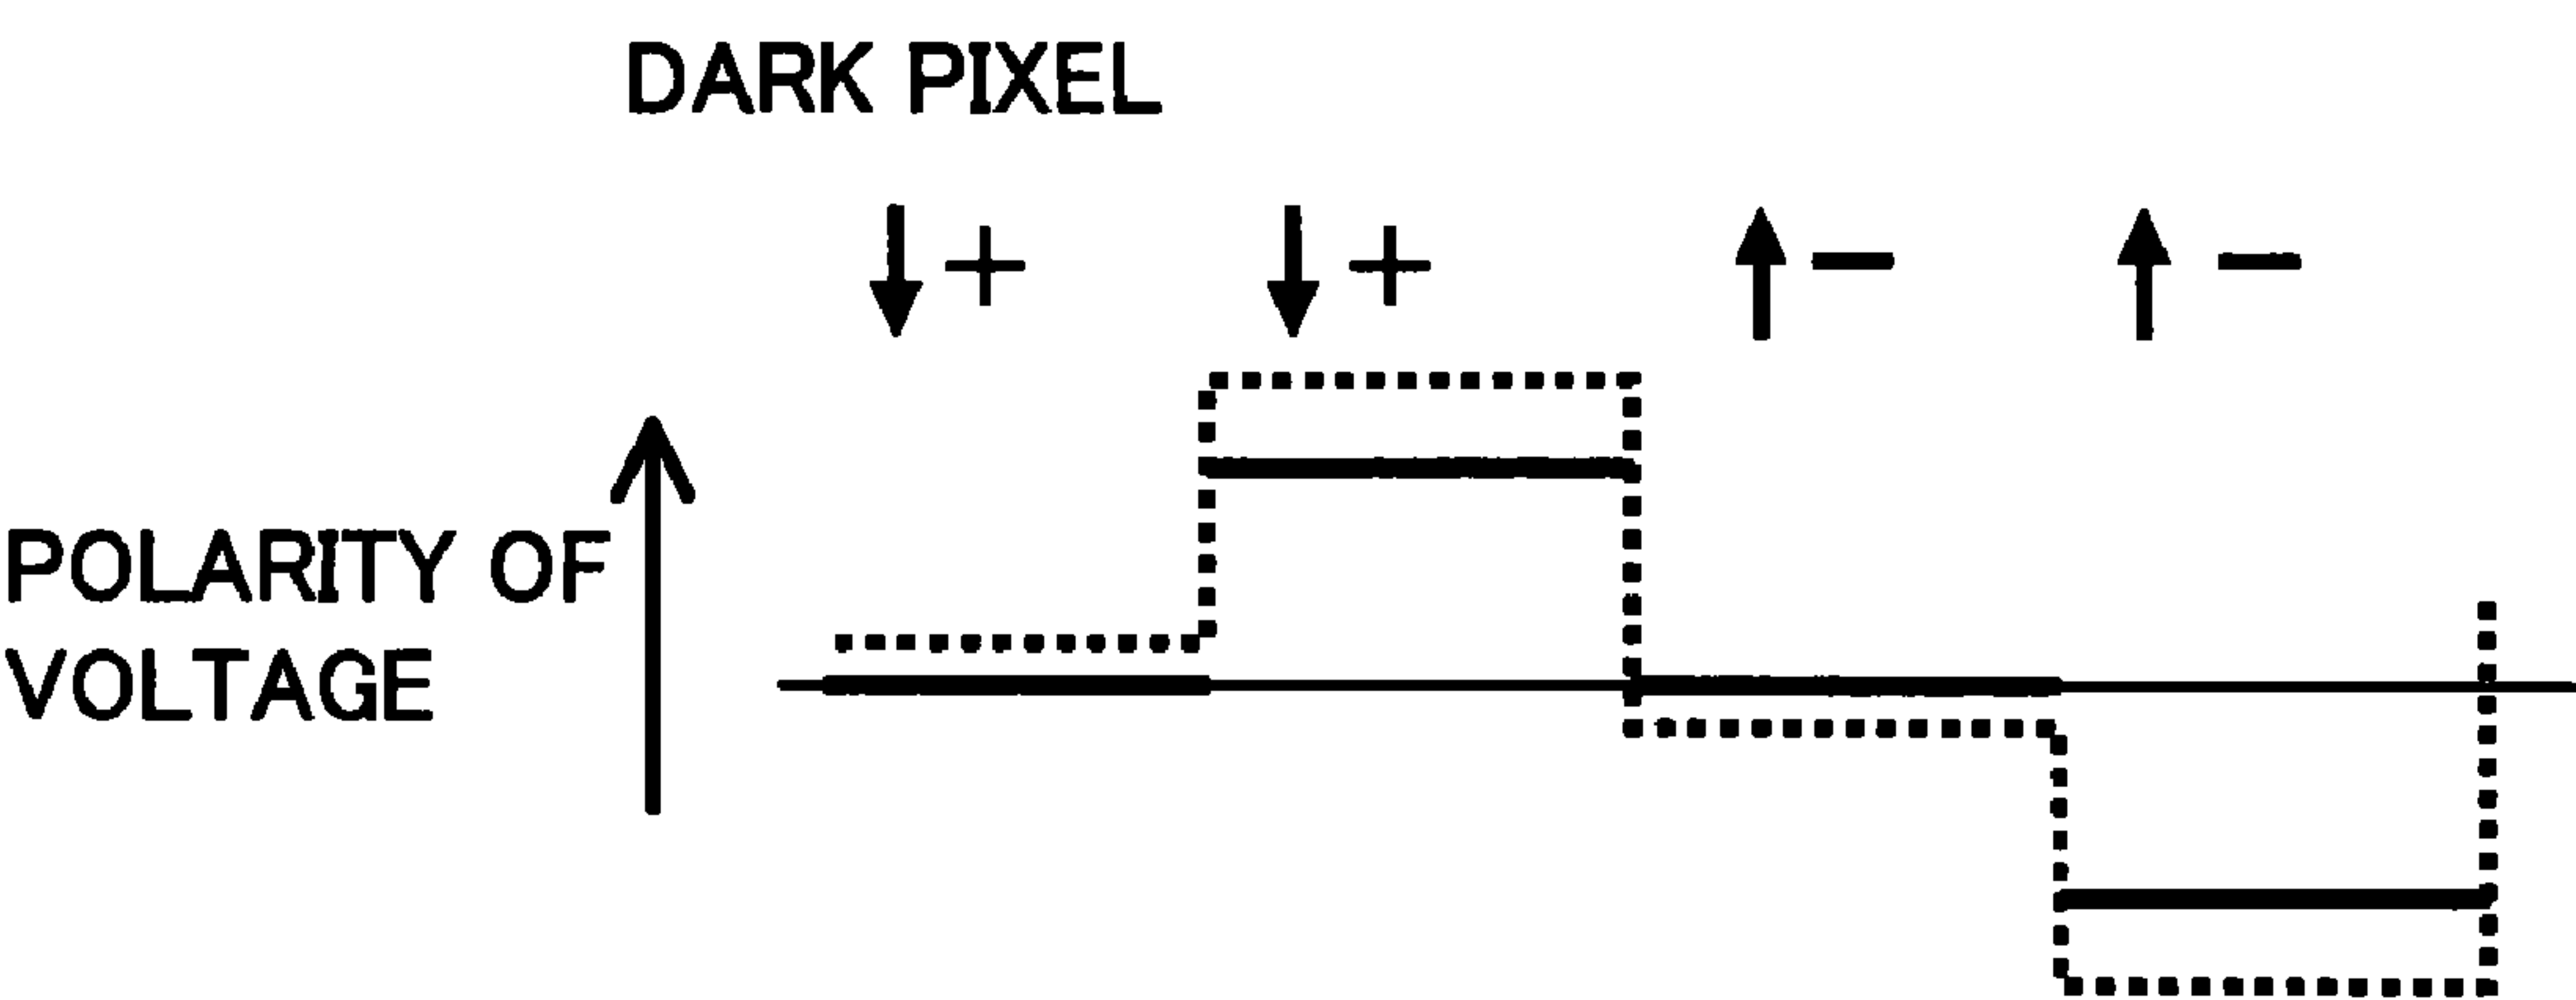 DARK PIXEL
+ + − −
POLARITY OF
VOLTAGE